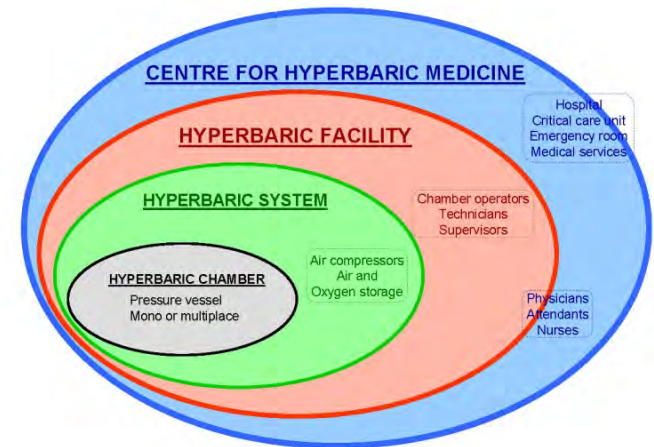 CENTRE FOR HYPERBARIC MEDICINE
Hospital
Critical care unit
Emergency room
Medical services
HYPERBARIC FACILITY
Chamber operators
Technicians
Supervisors
HYPERBARIC SYSTEM
Air compressors
Air and
Oxygen storage
HYPERBARIC CHAMBER
Pressure vessel
Mono or multiplace
Physicians
Attendants
Nurses